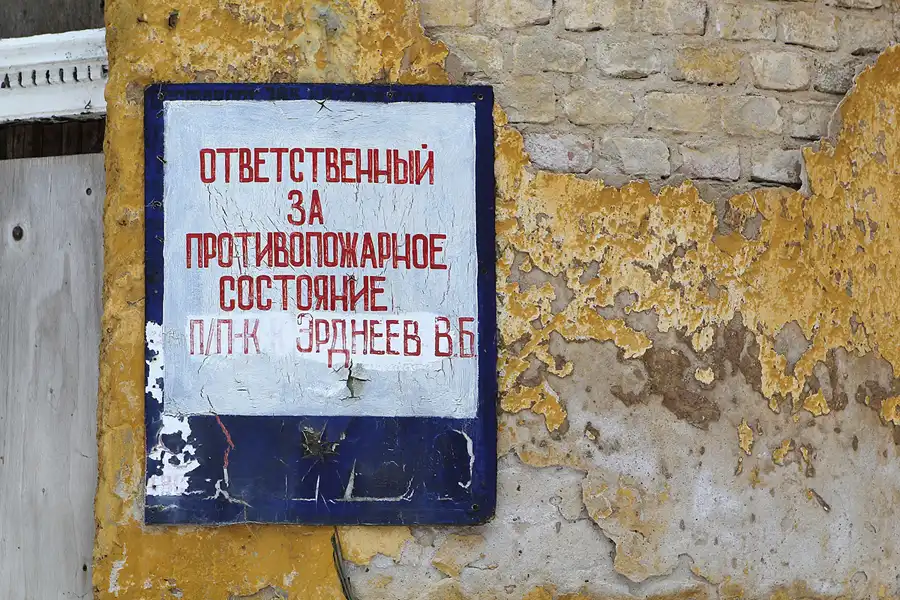 ОТВЕТСТВЕННЫЙ
ЗА
ПРОТИВОПОЖАРНОЕ
СОСТОЯНИЕ
П/П-К ЭРДНЕЕВ В.Б.